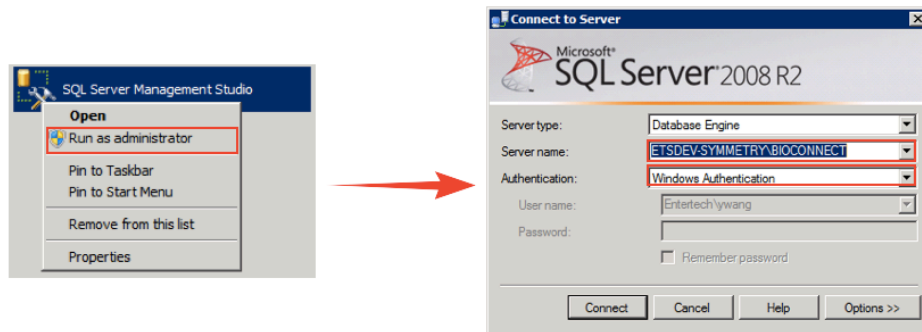 SQL Server Management Studio
Open
Run as administrator
Pin to Taskbar
Pin to Start Menu
Remove from this list
Properties
Connect to Server
Microsoft®
SQL Server® 2008 R2
Server type: Database Engine
Server name: ETSDEV-SYMMETRY\BIOCONNECT
Authentication: Windows Authentication
User name: Entertech\ywang
Password:
Remember password
Connect Cancel Help Options >>